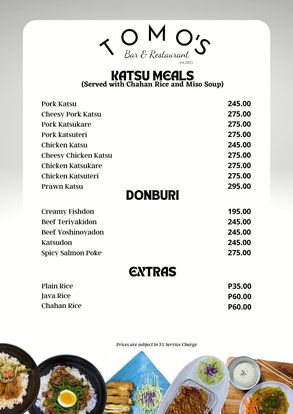 TOMO'S
Bar & Restaurant
est.2021
KATSU MEALS
(Served with Chahan Rice and Miso Soup)
Pork Katsu 245.00
Cheesy Pork Katsu 275.00
Pork Katsukare 275.00
Pork katsuteri 275.00
Chicken Katsu 245.00
Cheesy Chicken Katsu 275.00
Chicken Katsukare 275.00
Chicken Katsuteri 275.00
Prawn Katsu 295.00
DONBURI
Creamy Fishdon 195.00
Beef Teriyakidon 245.00
Beef Yoshinoyadon 245.00
Katsudon 245.00
Spicy Salmon Poke 275.00
EXTRAS
Plain Rice P35.00
Java Rice P60.00
Chahan Rice P60.00
Prices are subject to 5% Service Charge.